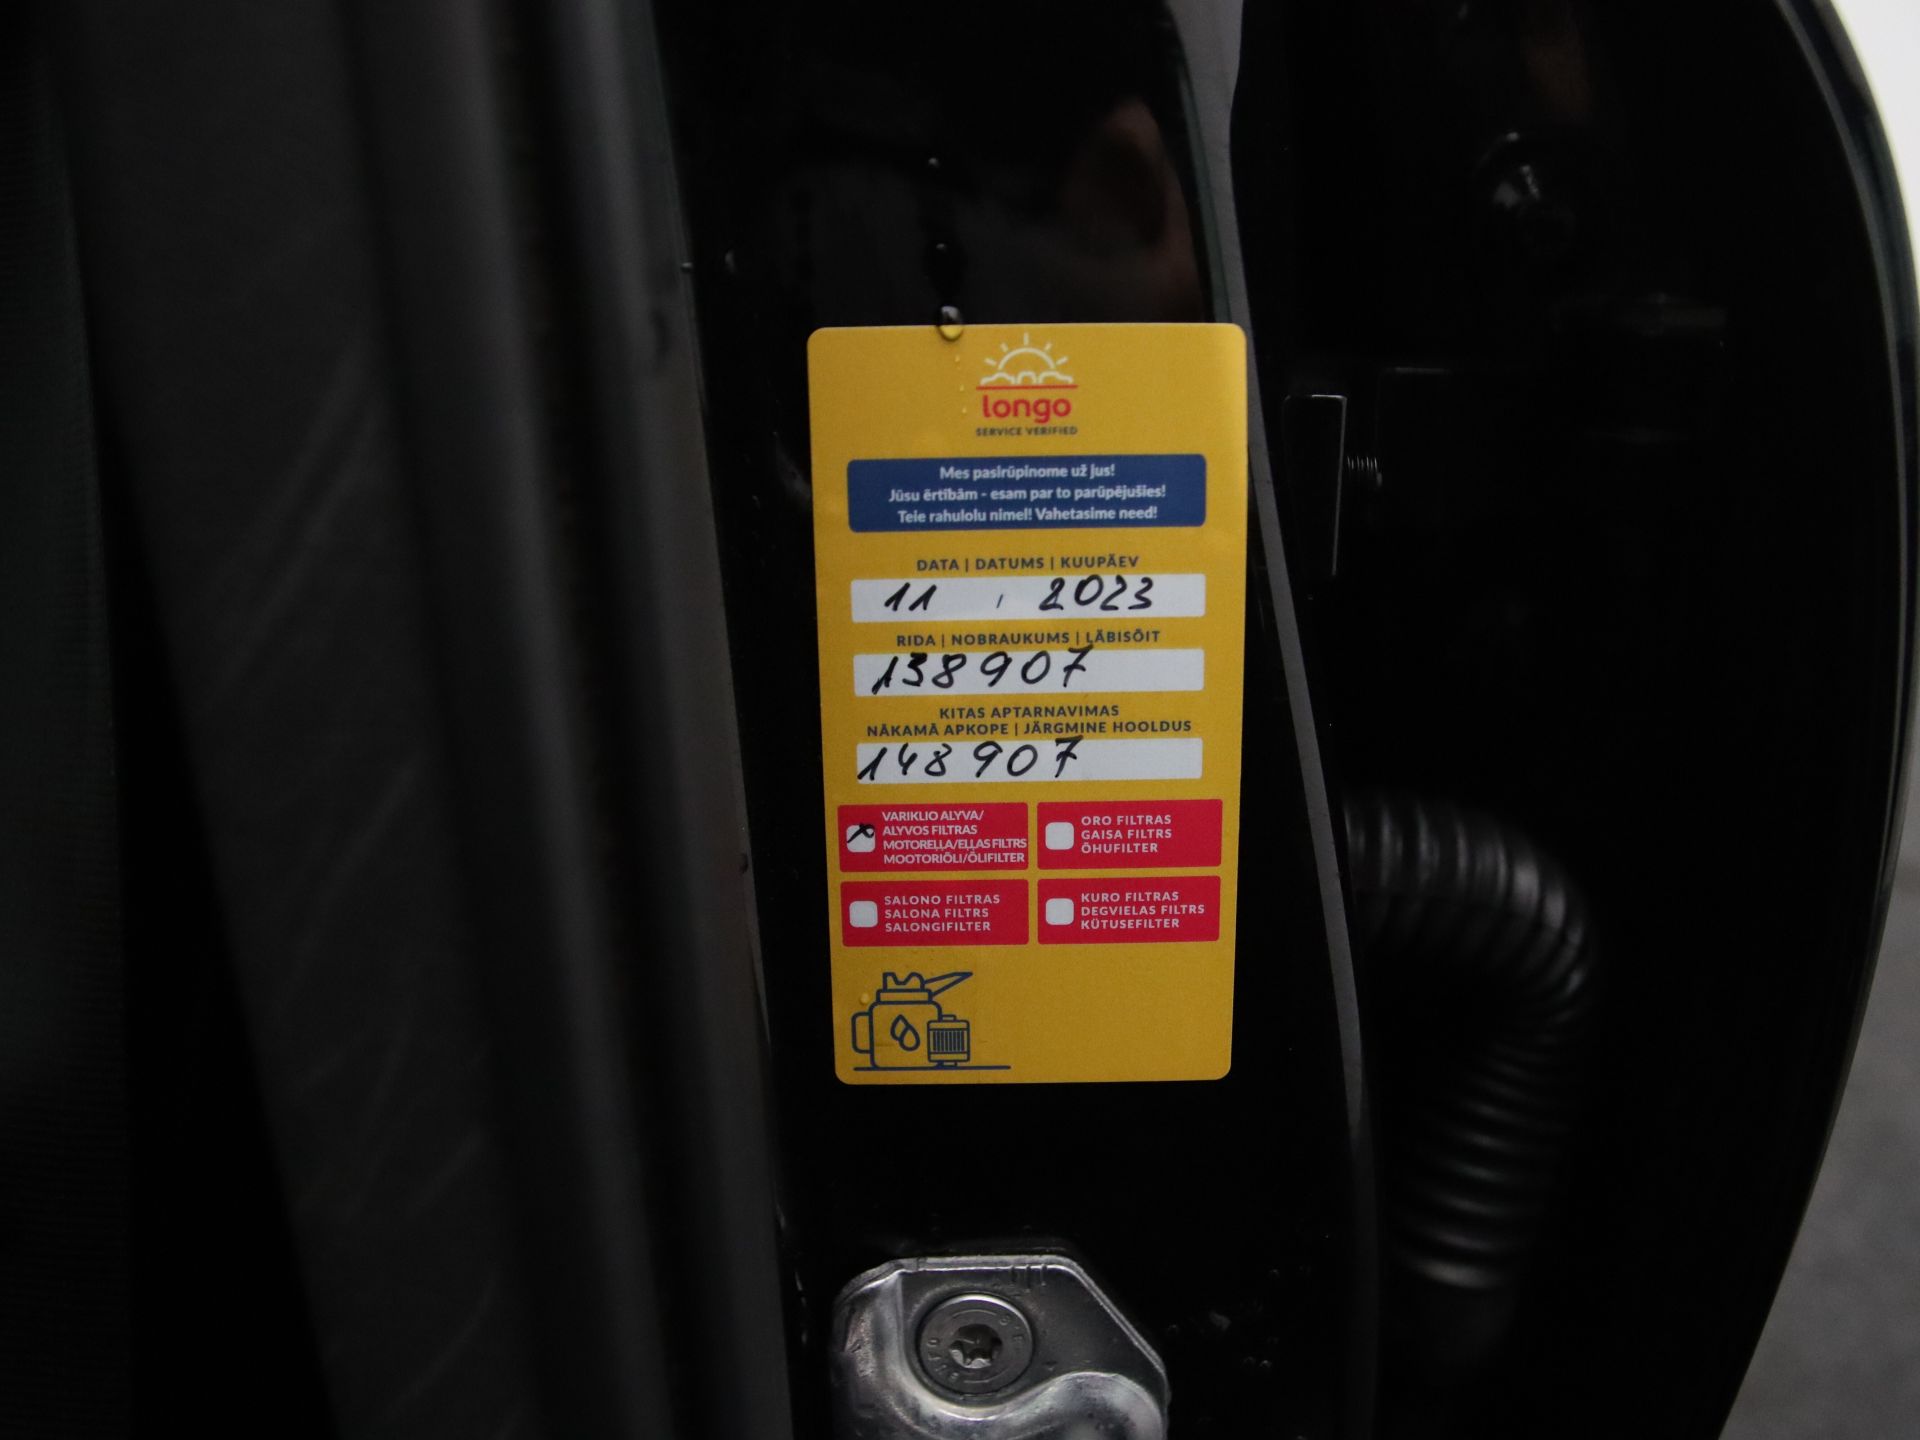 longo
SERVICE VERIFIED
Mes pasirūpinome už Jus!
Jūsu ērtībām - esam par to parūpējušies!
Teie rahulolu nimel! Vahetasime need!
DATA | DATUMS | KUUPÄEV
11 , 2023
RIDA | NOBRAUKUMS | LÄBISÕIT
138907
KITAS APTARNAVIMAS
NĀKAMĀ APKOPE | JÄRGMINE HOOLDUS
148907
VARIKLIO ALYVA/
ALYVOS FILTRAS
MOTOREĻĻA/EĻĻAS FILTRS
MOOTORIÕLI/ÕLIFILTER
ORO FILTRAS
GAISA FILTRS
ÕHUFILTER
SALONO FILTRAS
SALONA FILTRS
SALONGIFILTER
KURO FILTRAS
DEGVIELAS FILTRS
KÜTUSEFILTER